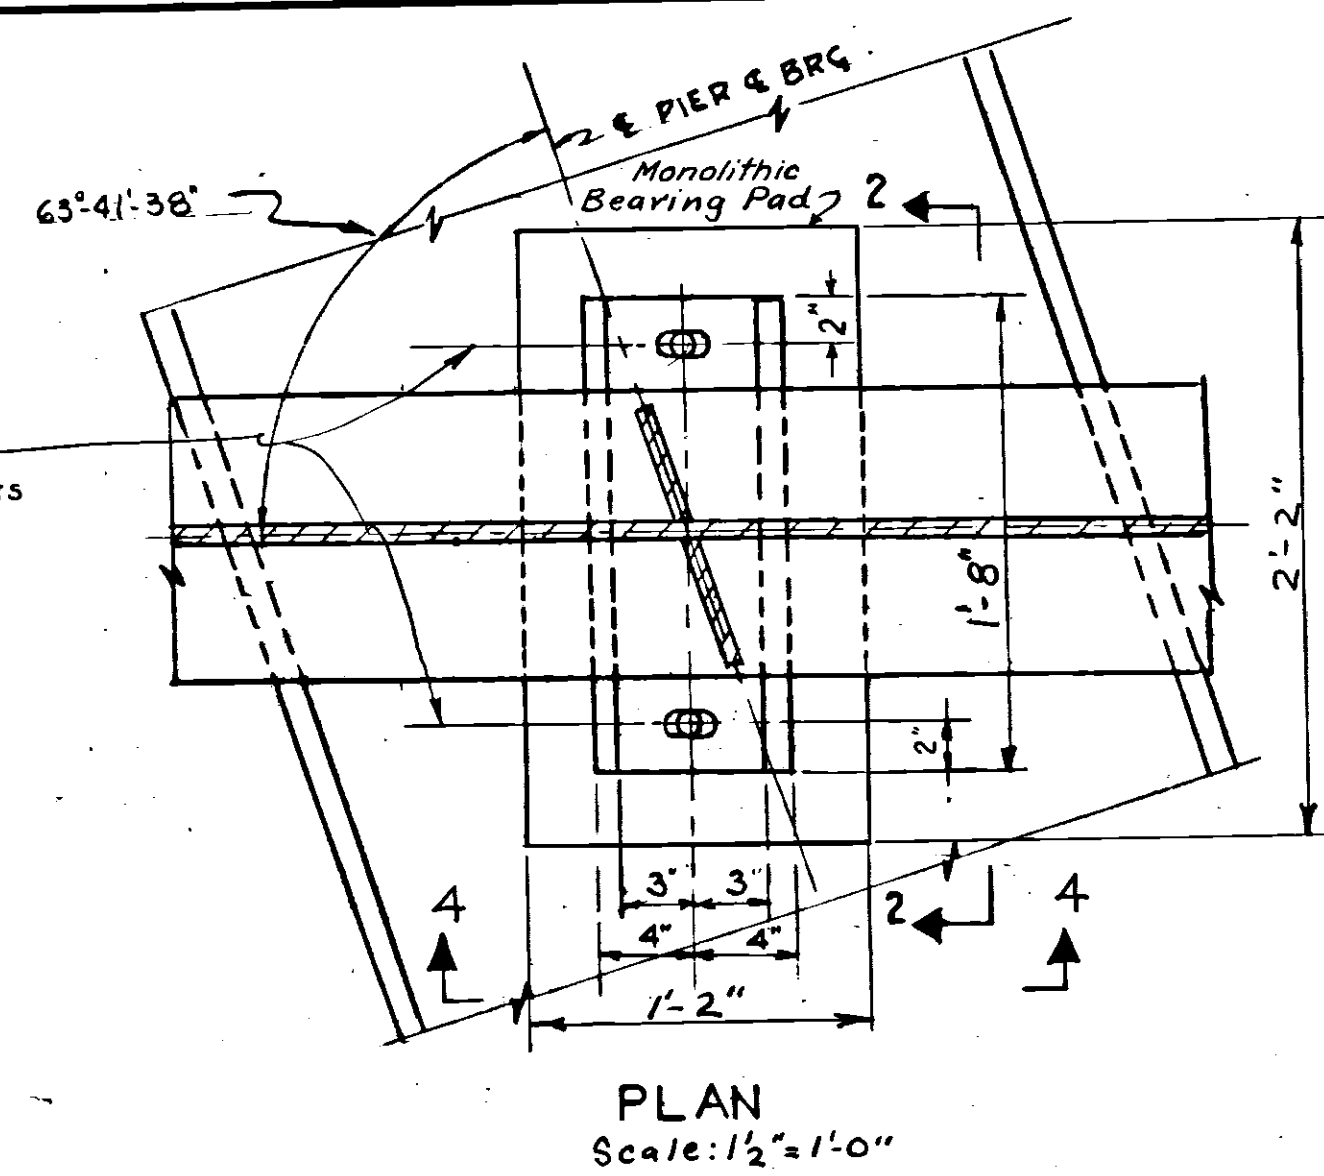 ℄ PIER ℄ BRG.
63°-41'-38"
Monolithic
Bearing Pad
2
2"
1'-8"
2'-2"
2"
3" 3"
4" 4"
4
2
4
1'-2"
PLAN
Scale: 1½" = 1'-0"